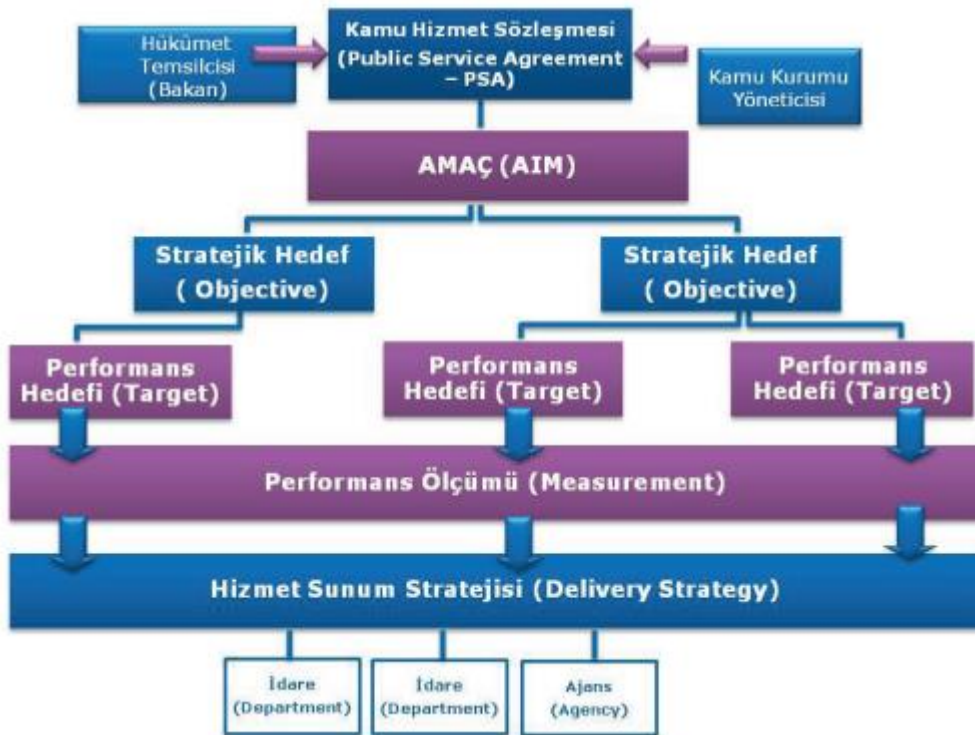 Hükûmet
Temsilcisi
(Bakan)
Kamu Hizmet Sözleşmesi
(Public Service Agreement
– PSA)
Kamu Kurumu
Yöneticisi
AMAÇ (AIM)
Stratejik Hedef
( Objective)
Stratejik Hedef
( Objective)
Performans
Hedefi (Target)
Performans
Hedefi (Target)
Performans
Hedefi (Target)
Performans Ölçümü (Measurement)
Hizmet Sunum Stratejisi (Delivery Strategy)
İdare
(Department)
İdare
(Department)
Ajans
(Agency)